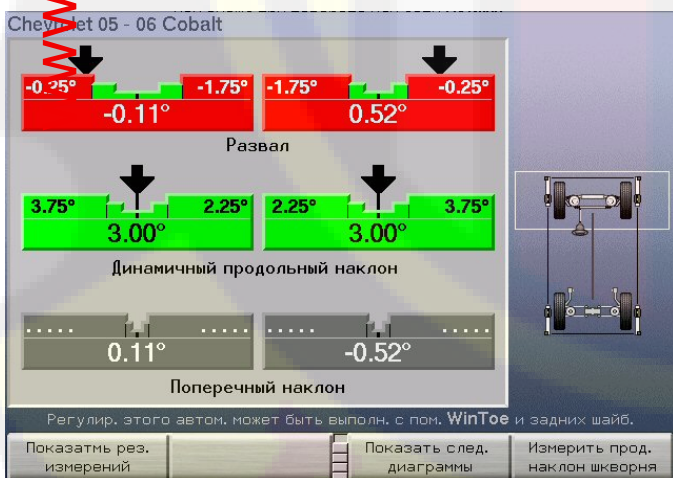 Chevrolet 05 - 06 Cobalt
-0.25° -1.75° -1.75° -0.25°
-0.11° 0.52°
Развал
3.75° 2.25° 2.25° 3.75°
3.00° 3.00°
Динамичный продольный наклон
..... ..... ..... .....
0.11° -0.52°
Поперечный наклон
Регулир. этого автом. может быть выполн. с пом. WinToe и задних шайб.
Показатмь рез. измерений
Показать след. диаграммы
Измерить прод. наклон шкворня